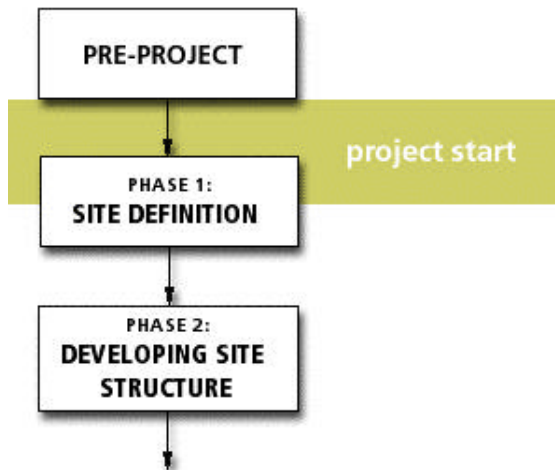 PRE-PROJECT
project start
PHASE 1:
SITE DEFINITION
PHASE 2:
DEVELOPING SITE
STRUCTURE